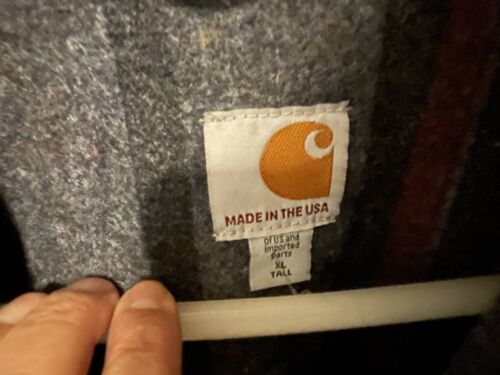 MADE IN THE USA
of US and
imported
parts
XL
TALL